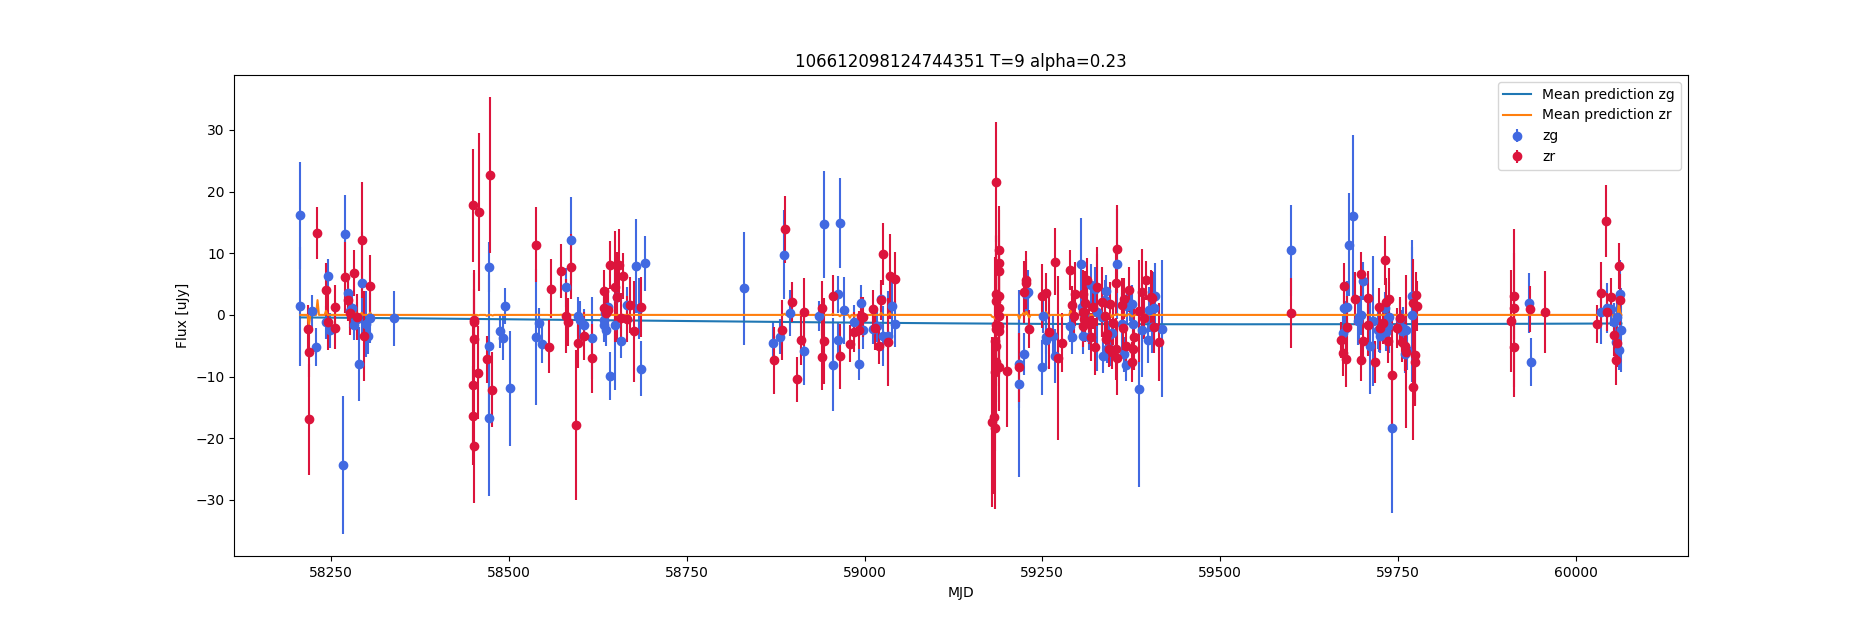 106612098124744351 T=9 alpha=0.23
Mean prediction zg
Mean prediction zr
zg
zr
Flux [uJy]
30
20
10
0
−10
−20
−30
58250 58500 58750 59000 59250 59500 59750 60000
MJD